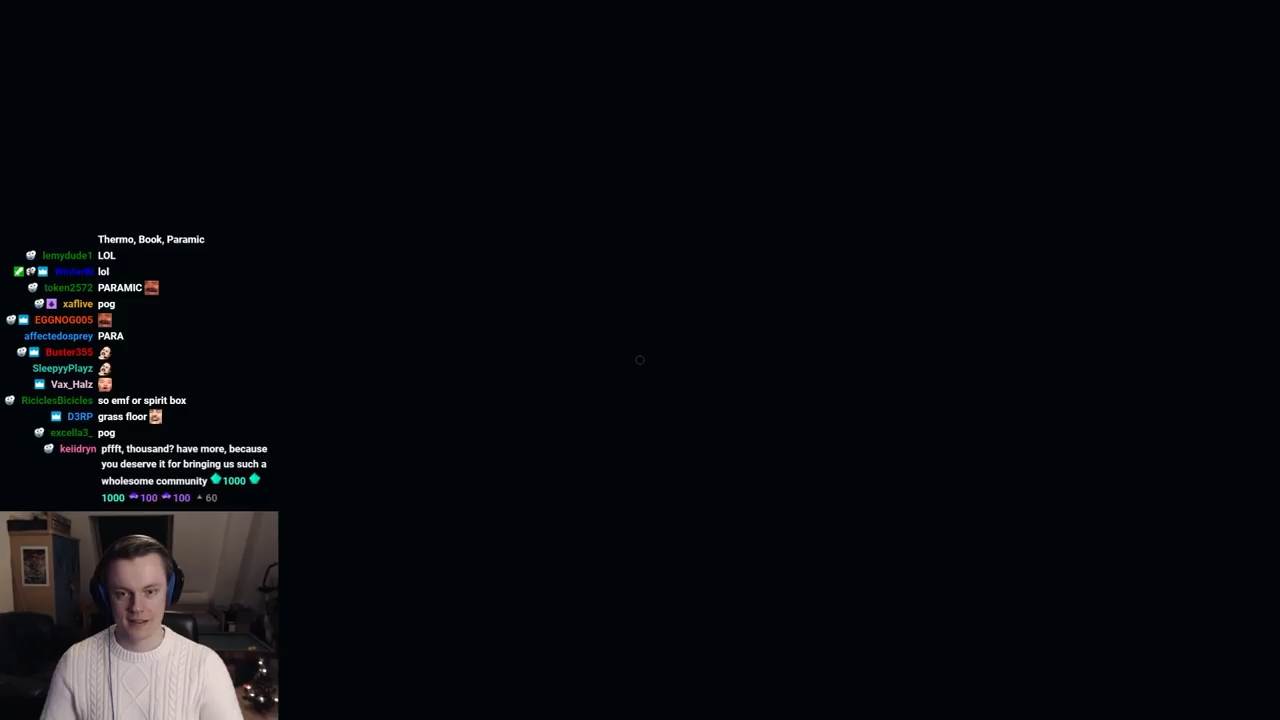 Thermo, Book, Paramic
lemydude1 LOL
lol
token2572 PARAMIC
xaflive pog
EGGNOG005
affectedosprey PARA
Buster355
SleepyyPlayz
Vax_Halz
RiciclesBicicles so emf or spirit box
D3RP grass floor
excella3_ pog
keiidryn pffft, thousand? have more, because
you deserve it for bringing us such a
wholesome community 1000
1000 100 100 60